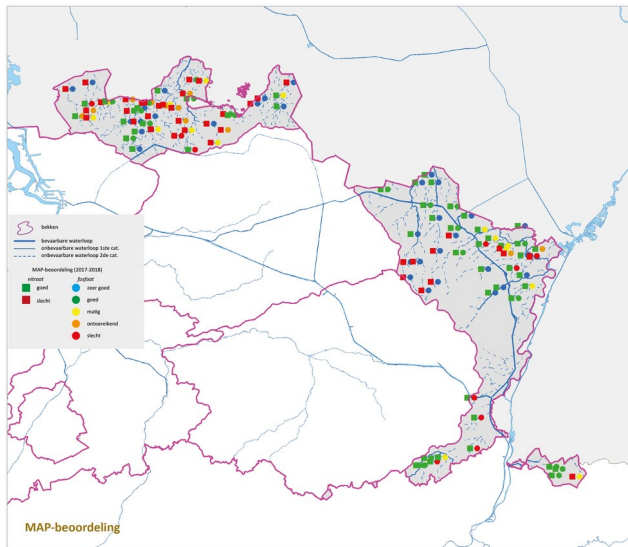 bekken
bevaarbare waterloop
onbevaarbare waterloop 1ste cat.
onbevaarbare waterloop 2de cat.
MAP-beoordeling (2017-2018)
nitraat fosfaat
goed zeer goed
slecht goed
matig
ontoereikend
slecht
MAP-beoordeling